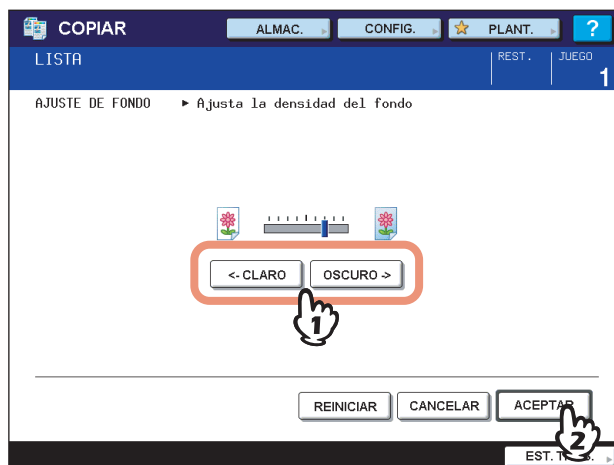 COPIAR ALMAC. CONFIG. PLANT. ?
LISTA REST. JUEGO
1
AJUSTE DE FONDO ► Ajusta la densidad del fondo
<- CLARO OSCURO ->
1
REINICIAR CANCELAR ACEPTAR
2
EST.